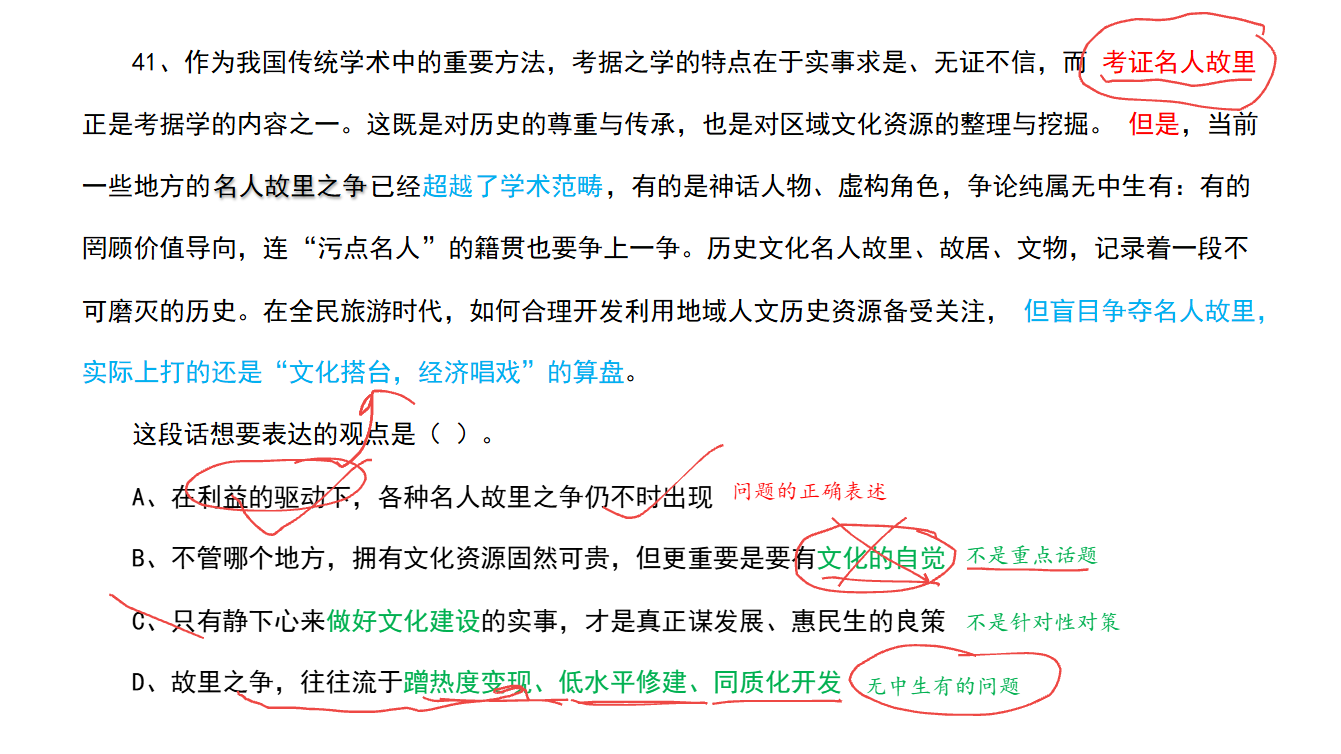 41、作为我国传统学术中的重要方法，考据之学的特点在于实事求是、无证不信，而 考证名人故里
正是考据学的内容之一。这既是对历史的尊重与传承，也是对区域文化资源的整理与挖掘。 但是，当前
一些地方的名人故里之争已经超越了学术范畴，有的是神话人物、虚构角色，争论纯属无中生有：有的
罔顾价值导向，连“污点名人”的籍贯也要争上一争。历史文化名人故里、故居、文物，记录着一段不
可磨灭的历史。在全民旅游时代，如何合理开发利用地域人文历史资源备受关注， 但盲目争夺名人故里，
实际上打的还是“文化搭台，经济唱戏”的算盘。
这段话想要表达的观点是（ ）。
A、在利益的驱动下，各种名人故里之争仍不时出现 问题的正确表述
B、不管哪个地方，拥有文化资源固然可贵，但更重要是要有文化的自觉 不是重点话题
C、只有静下心来做好文化建设的实事，才是真正谋发展、惠民生的良策 不是针对性对策
D、故里之争，往往流于蹭热度变现、低水平修建、同质化开发 无中生有的问题